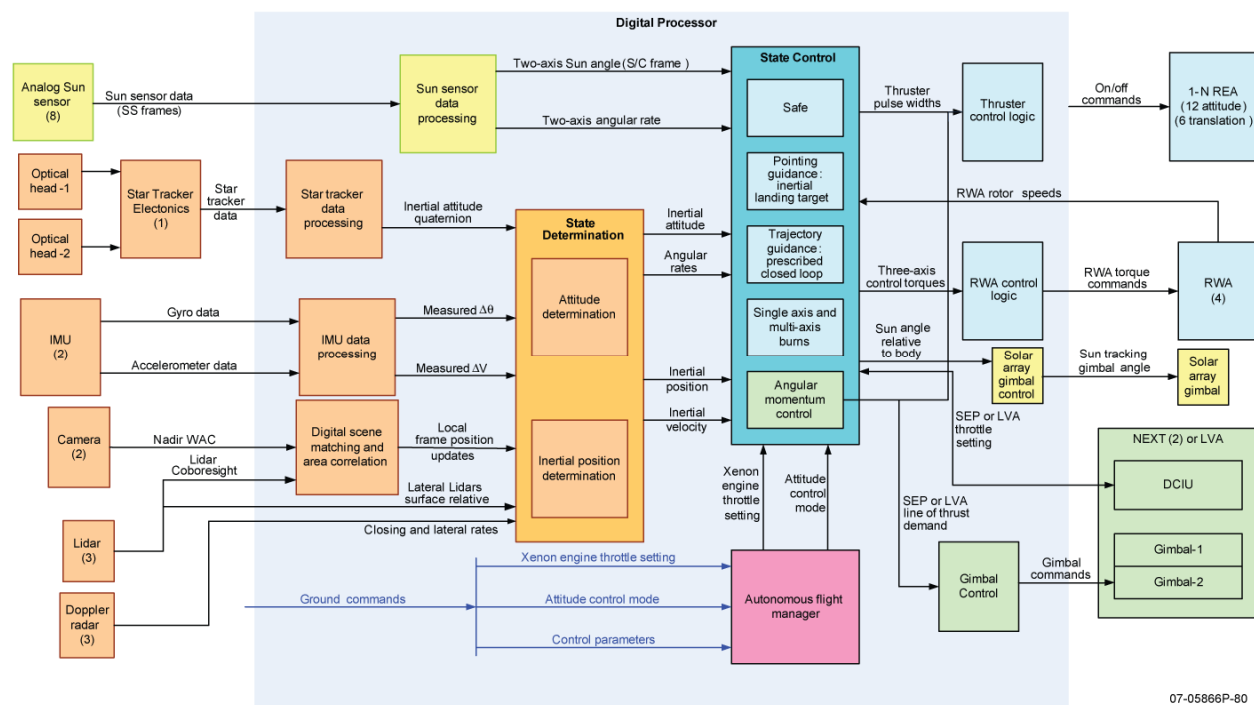 Digital Processor
Analog Sun
sensor
(8)
Sun sensor data
(SS frames)
Sun sensor
data
processing
Two-axis Sun angle (S/C frame )
Two-axis angular rate
State Control
Safe
Pointing
guidance :
inertial
landing target
Trajectory
guidance :
prescribed
closed loop
Single axis and
multi-axis
burns
Angular
momentum
control
Thruster
pulse widths
Thruster
control logic
On/off
commands
1-N REA
(12 attitude )
(6 translation )
Optical
head -1
Optical
head -2
Star Tracker
Electonics
(1)
Star
tracker
data
Star tracker
data
processing
Inertial attitude
quaternion
State
Determination
Attitude
determination
Inertial position
determination
Inertial
attitude
Angular
rates
Inertial
position
Inertial
velocity
RWA rotor speeds
Three-axis
control torques
RWA control
logic
RWA torque
commands
RWA
(4)
IMU
(2)
Gyro data
Accelerometer data
IMU data
processing
Measured Δθ
Measured ΔV
Sun angle
relative
to body
Solar
array
gimbal
control
Sun tracking
gimbal angle
Solar
array
gimbal
Camera
(2)
Nadir WAC
Lidar
Coboresight
Digital scene
matching and
area correlation
Local
frame position
updates
Lateral Lidars
surface relative
Closing and lateral rates
Lidar
(3)
Doppler
radar
(3)
SEP or LVA
throttle
setting
NEXT (2) or LVA
DCIU
Gimbal-1
Gimbal-2
Xenon
engine
throttle
setting
Attitude
control
mode
SEP or LVA
line of thrust
demand
Gimbal
Control
Gimbal
commands
Ground commands
Xenon engine throttle setting
Attitude control mode
Control parameters
Autonomous flight
manager
07-05866P-80